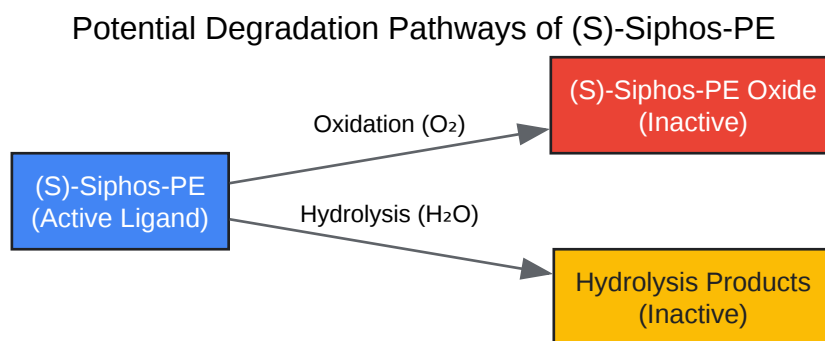 Potential Degradation Pathways of (S)-Siphos-PE
(S)-Siphos-PE Oxide
(Inactive)
Oxidation (O₂)
(S)-Siphos-PE
(Active Ligand)
Hydrolysis (H₂O)
Hydrolysis Products
(Inactive)